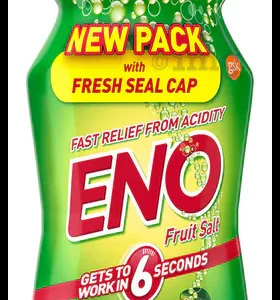 NEW PACK
with
FRESH SEAL CAP
gsk
FAST RELIEF FROM ACIDITY
ENO
Fruit Salt
GETS TO
WORK IN
6
SECONDS